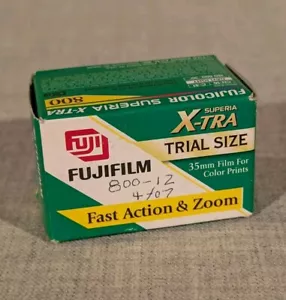 FUJICOLOR SUPERIA X-TRA
800
FUJI
FUJIFILM
SUPERIA
X-TRA
TRIAL SIZE
35mm Film For
Color Prints
800-12
4/07
Fast Action & Zoom